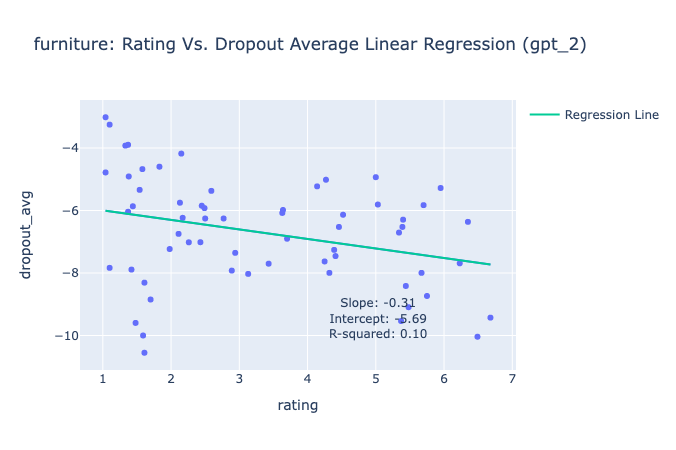 furniture: Rating Vs. Dropout Average Linear Regression (gpt_2)
Regression Line
dropout_avg
−4
−6
−8
−10
Slope: -0.31
Intercept: -5.69
R-squared: 0.10
1 2 3 4 5 6 7
rating